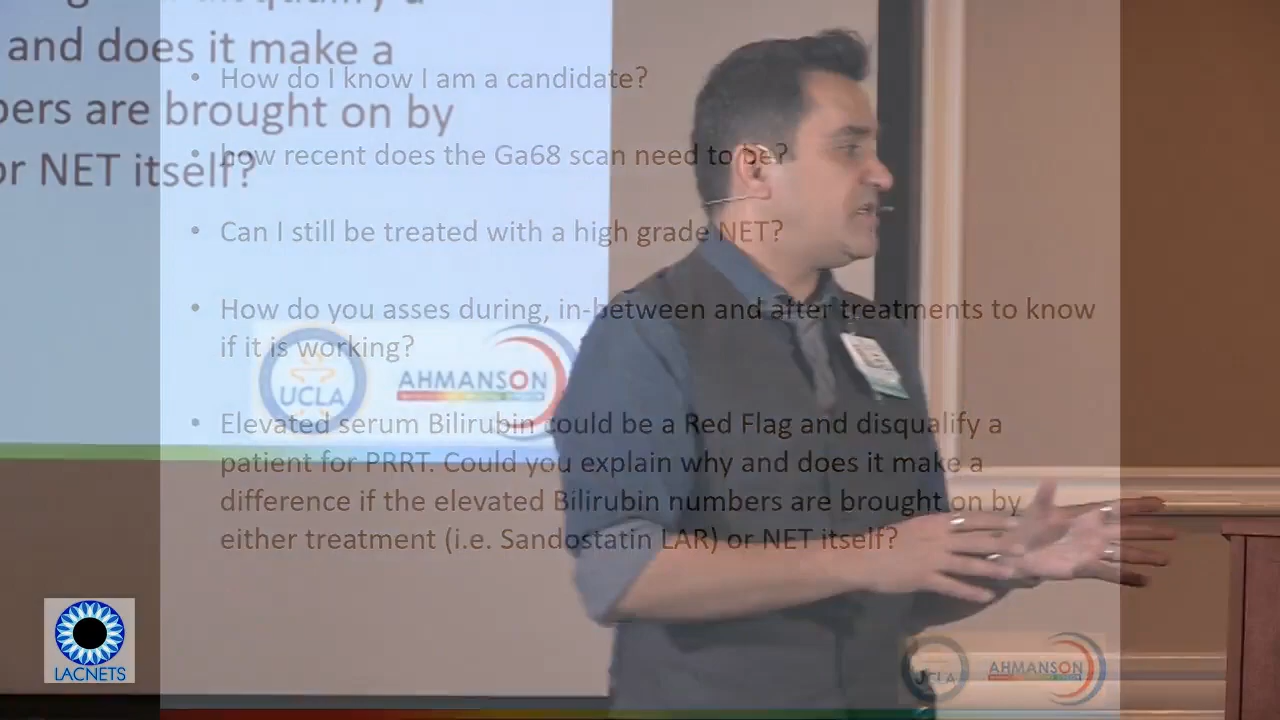 and does it make a
bers are brought on by
or NET itself?
• How do I know I am a candidate?
• how recent does the Ga68 scan need to be?
• Can I still be treated with a high grade NET?
• How do you asses during, in-between and after treatments to know
if it is working?
• Elevated serum Bilirubin could be a Red Flag and disqualify a
patient for PRRT. Could you explain why and does it make a
difference if the elevated Bilirubin numbers are brought on by
either treatment (i.e. Sandostatin LAR) or NET itself?
UCLA
AHMANSON
LACNETS
UCLA
AHMANSON